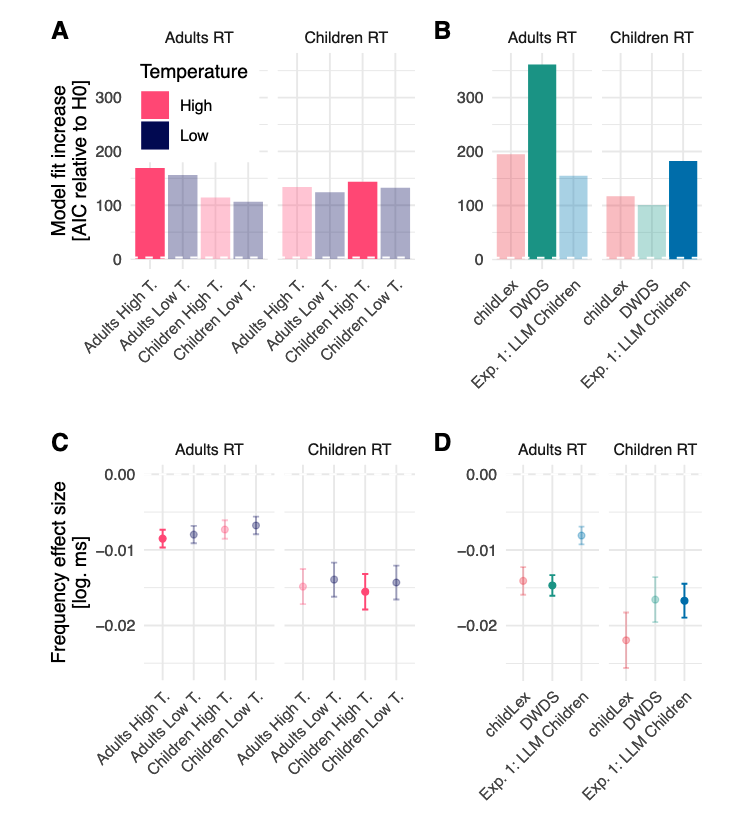 A
Adults RT
Children RT
Model fit increase
[AIC relative to H0]
300
200
100
0
Temperature
High
Low
Adults High T.
Adults Low T.
Children High T.
Children Low T.
Adults High T.
Adults Low T.
Children High T.
Children Low T.
B
Adults RT
Children RT
300
200
100
0
childLex
DWDS
Exp. 1: LLM Children
childLex
DWDS
Exp. 1: LLM Children
C
Adults RT
Children RT
Frequency effect size
[log. ms]
0.00
−0.01
−0.02
Adults High T.
Adults Low T.
Children High T.
Children Low T.
Adults High T.
Adults Low T.
Children High T.
Children Low T.
D
Adults RT
Children RT
0.00
−0.01
−0.02
childLex
DWDS
Exp. 1: LLM Children
childLex
DWDS
Exp. 1: LLM Children